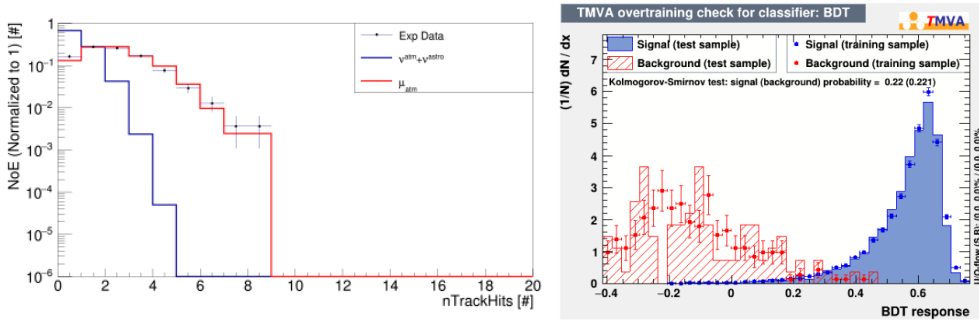 NoE (Normalized to 1) [#]
1
10⁻¹
10⁻²
10⁻³
10⁻⁴
10⁻⁵
10⁻⁶
Exp Data
νᵃᵗᵐ+νᵃˢᵗʳᵒ
μₐₜₘ
0 2 4 6 8 10 12 14 16 18 20
nTrackHits [#]
TMVA overtraining check for classifier: BDT
TMVA
Signal (test sample)
Background (test sample)
Signal (training sample)
Background (training sample)
Kolmogorov-Smirnov test: signal (background) probability = 0.22 (0.221)
(1/N) dN / dx
7
6
5
4
3
2
1
0
−0.4 −0.2 0 0.2 0.4 0.6
BDT response